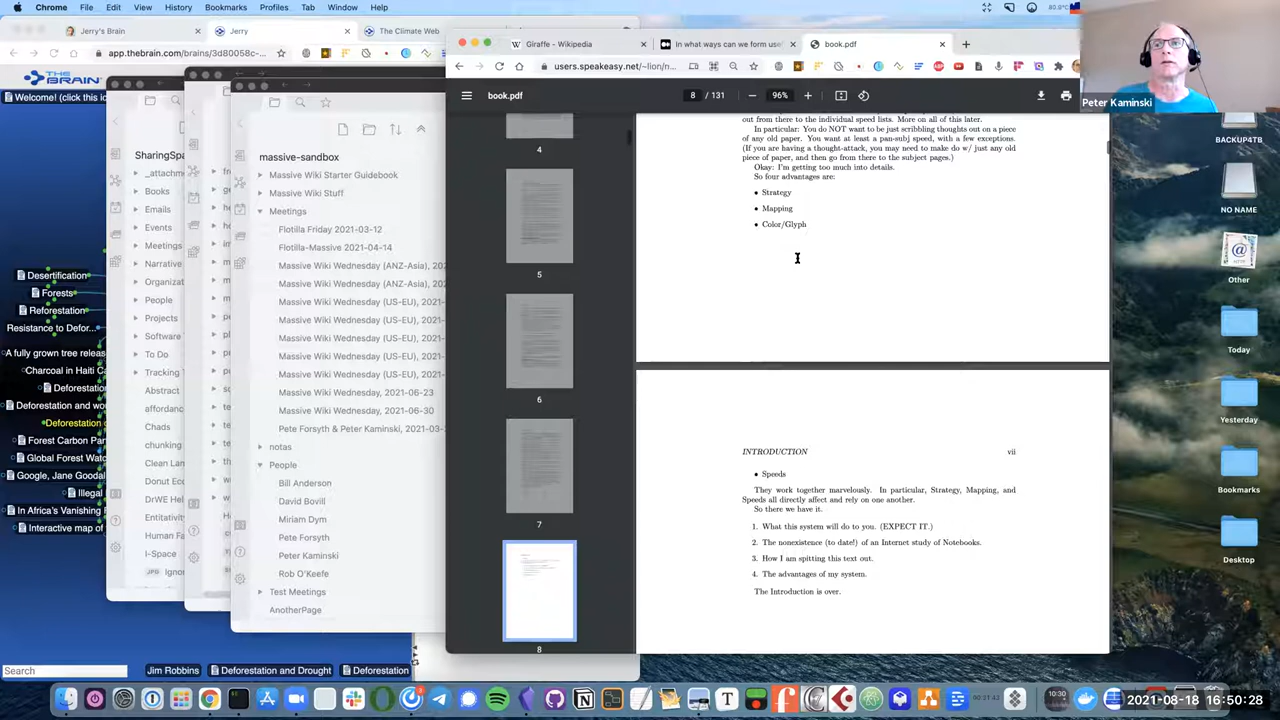 Chrome File Edit View History Bookmarks Profiles Tab Window Help
Jerry's Brain
Jerry
The Climate Web
app.thebrain.com/brains/3d80058c-
THE BRAIN
Welcome! (click this ic
Desertification
Forests
Reforestation
Resistance to Defor...
A fully grown tree releas
Charcoal in Haiti Ca
Deforestation
Deforestation and wo
Deforestation
Forest Carbon Par
Global Forest Wat
Google, Jane Goodal
Illegal
In Africa's Vanishing
Interactive map of
Search
Jim Robbins
Deforestation and Drought
Deforestation
SharingSpa
Books
Emails
Events
Meetings
Narrative
Organiza
People
Projects
Software
To Do
Tracking
Abstract
affordanc
Chads
chunking
Clean Lan
Donut Ec
DrWE Hel
Entitativit
Human Fa
I-Space
massive-sandbox
Massive Wiki Starter Guidebook
Massive Wiki Stuff
Meetings
Flotilla Friday 2021-03-12
Flotilla-Massive 2021-04-14
Massive Wiki Wednesday (ANZ-Asia), 202
Massive Wiki Wednesday (ANZ-Asia), 202
Massive Wiki Wednesday (US-EU), 2021-
Massive Wiki Wednesday (US-EU), 2021-
Massive Wiki Wednesday (US-EU), 2021-
Massive Wiki Wednesday (US-EU), 2021-
Massive Wiki Wednesday (US-EU), 2021-
Massive Wiki Wednesday, 2021-06-23
Massive Wiki Wednesday, 2021-06-30
Pete Forsyth & Peter Kaminski, 2021-03-
notas
People
Bill Anderson
David Bovill
Miriam Dym
Pete Forsyth
Peter Kaminski
Rob O'Keefe
Test Meetings
AnotherPage
Giraffe - Wikipedia
In what ways can we form use
book.pdf
users.speakeasy.net/~lion/n
book.pdf
8 / 131
96%
4
5
6
7
8
out from there to the individual speed lists. More on all of this later.
In particular: You do NOT want to be just scribbling thoughts out on a piece
of any old paper. You want at least a pan-subj speed, with a few exceptions.
(If you are having a thought-attack, you may need to make do w/ just any old
piece of paper, and then go from there to the subject pages.)
Okay: I'm getting too much into details.
So four advantages are:
• Strategy
• Mapping
• Color/Glyph
INTRODUCTION vii
• Speeds
They work together marvelously. In particular, Strategy, Mapping, and
Speeds all directly affect and rely on one another.
So there we have it.
1. What this system will do to you. (EXPECT IT.)
2. The nonexistence (to date!) of an Internet study of Notebooks.
3. How I am spitting this text out.
4. The advantages of my system.
The Introduction is over.
Peter Kaminski
BACKUP4TB
NO NAME
Other
Today
Yesterday
Bookmarks
Desktop
10:30
2021-08-18 16:50:28